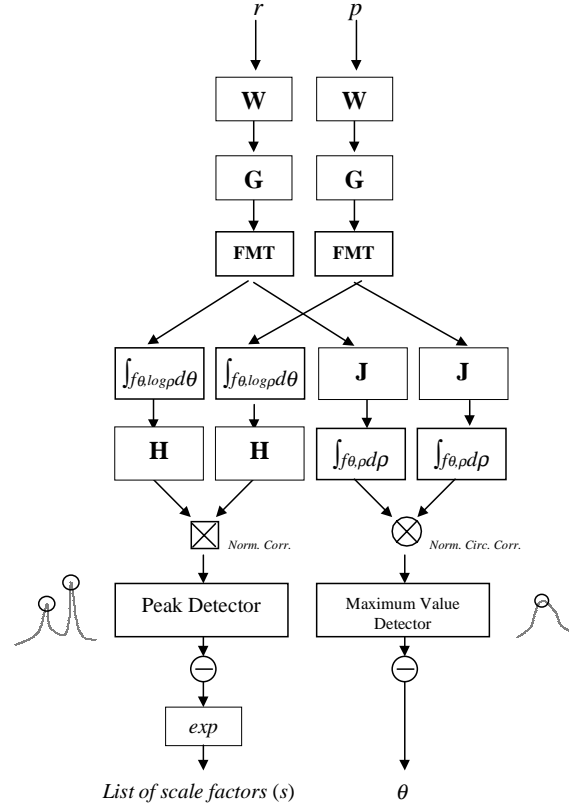 r p
W W
G G
FMT FMT
∫fθ,logρdθ ∫fθ,logρdθ J J
H H ∫fθ,ρdρ ∫fθ,ρdρ
Norm. Corr. Norm. Circ. Corr.
Peak Detector Maximum Value
Detector
exp
List of scale factors (s) θ